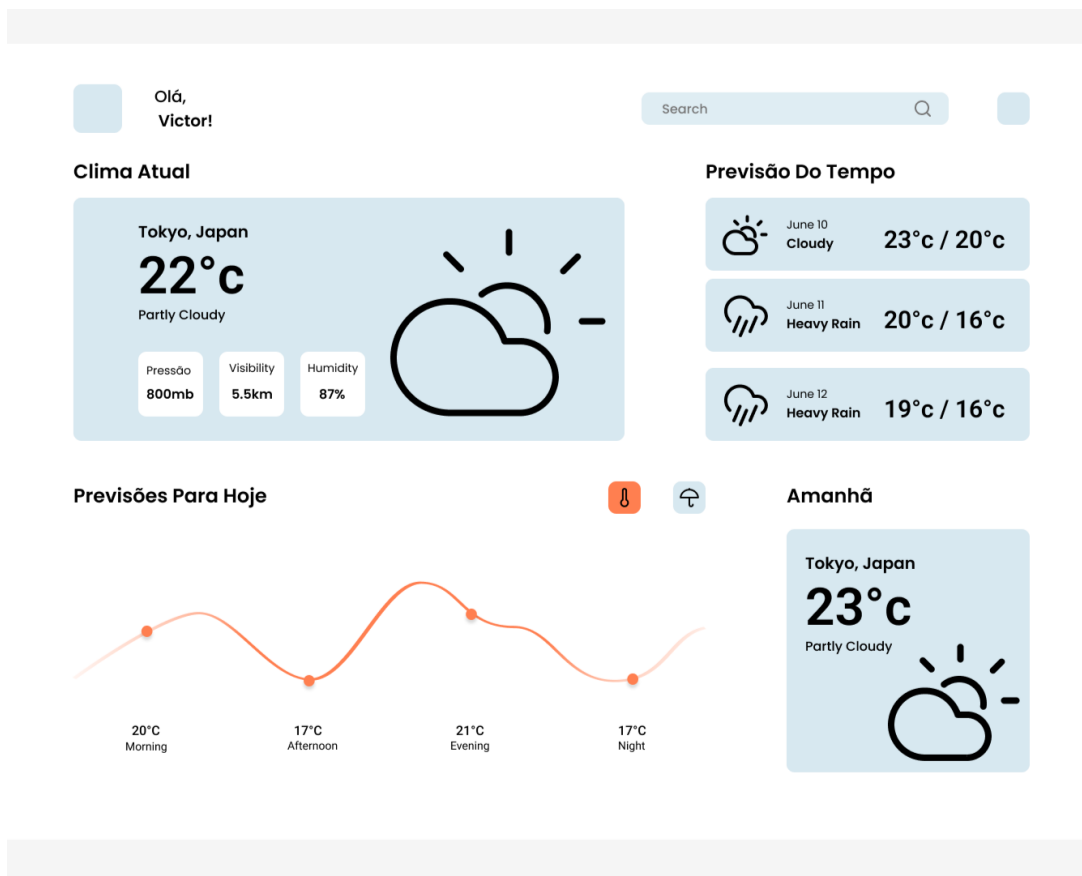 Olá,
Victor!
Search
Clima Atual
Tokyo, Japan
22°c
Partly Cloudy
Pressão
800mb
Visibility
5.5km
Humidity
87%
Previsão Do Tempo
June 10
Cloudy
23°c / 20°c
June 11
Heavy Rain
20°c / 16°c
June 12
Heavy Rain
19°c / 16°c
Previsões Para Hoje
20°C
Morning
17°C
Afternoon
21°C
Evening
17°C
Night
Amanhã
Tokyo, Japan
23°c
Partly Cloudy